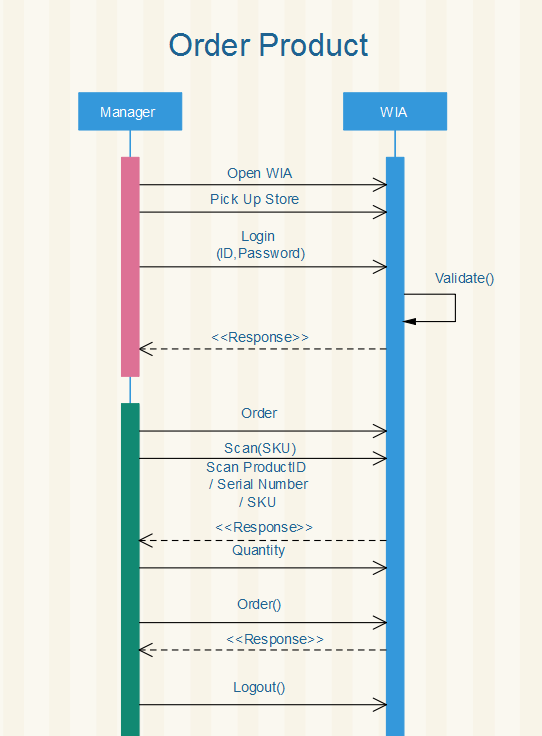 Order Product
Manager
WIA
Open WIA
Pick Up Store
Login
(ID,Password)
Validate()
<<Response>>
Order
Scan(SKU)
Scan ProductID
/ Serial Number
/ SKU
<<Response>>
Quantity
Order()
<<Response>>
Logout()